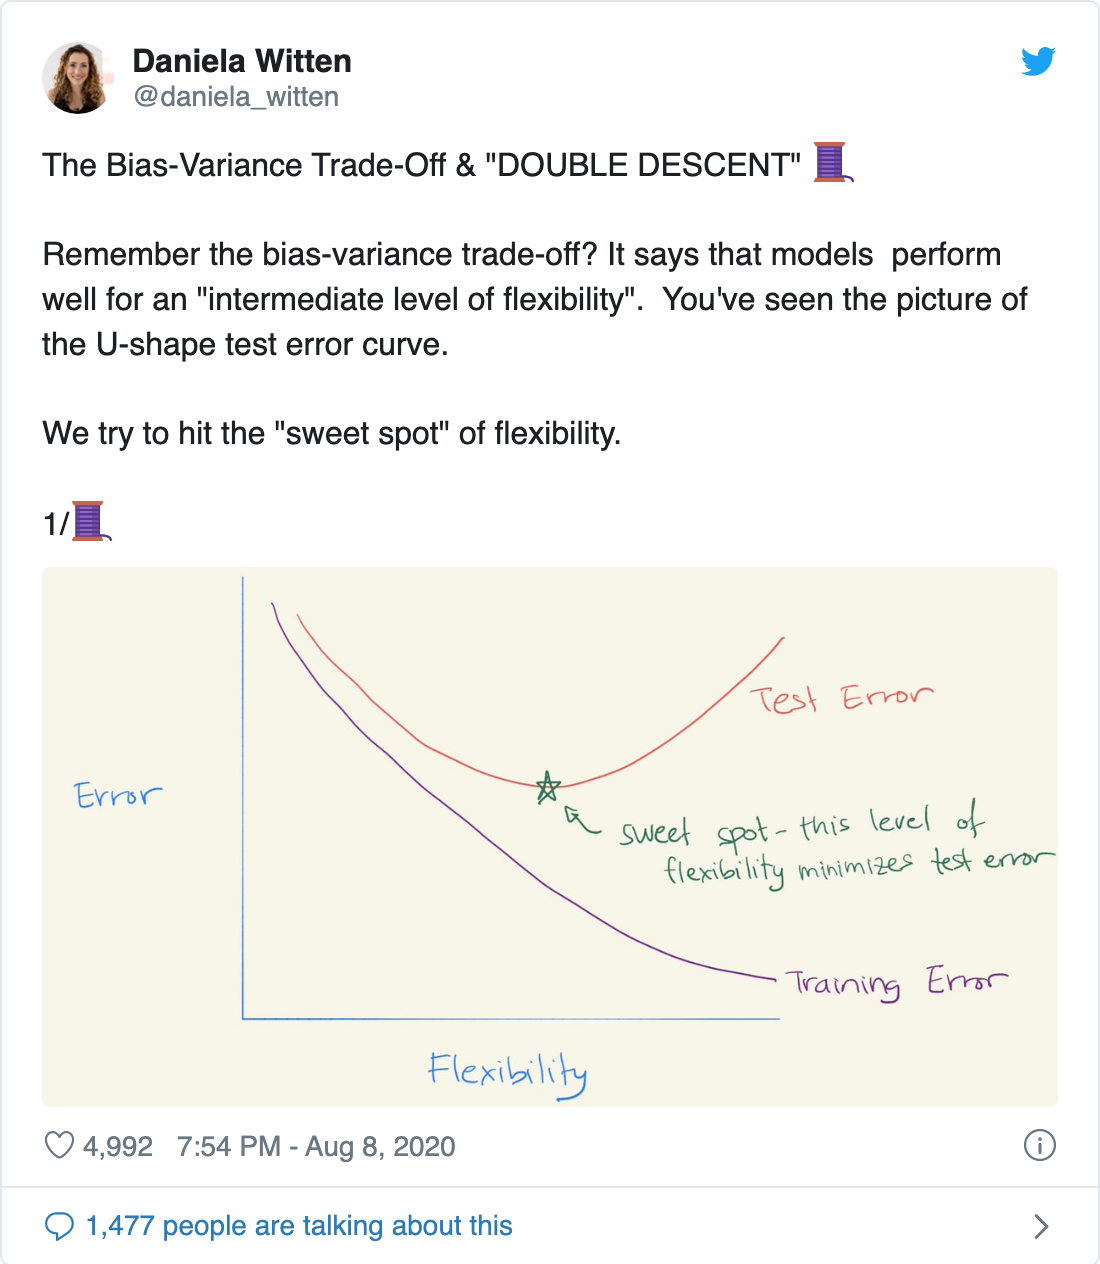 Daniela Witten
@daniela_witten
The Bias-Variance Trade-Off & "DOUBLE DESCENT" 🧵
Remember the bias-variance trade-off? It says that models  perform
well for an "intermediate level of flexibility".  You've seen the picture of
the U-shape test error curve.
We try to hit the "sweet spot" of flexibility.
1/🧵
Test Error
Error
sweet spot - this level of
flexibility minimizes test error
Training Error
Flexibility
4,992 7:54 PM - Aug 8, 2020
1,477 people are talking about this